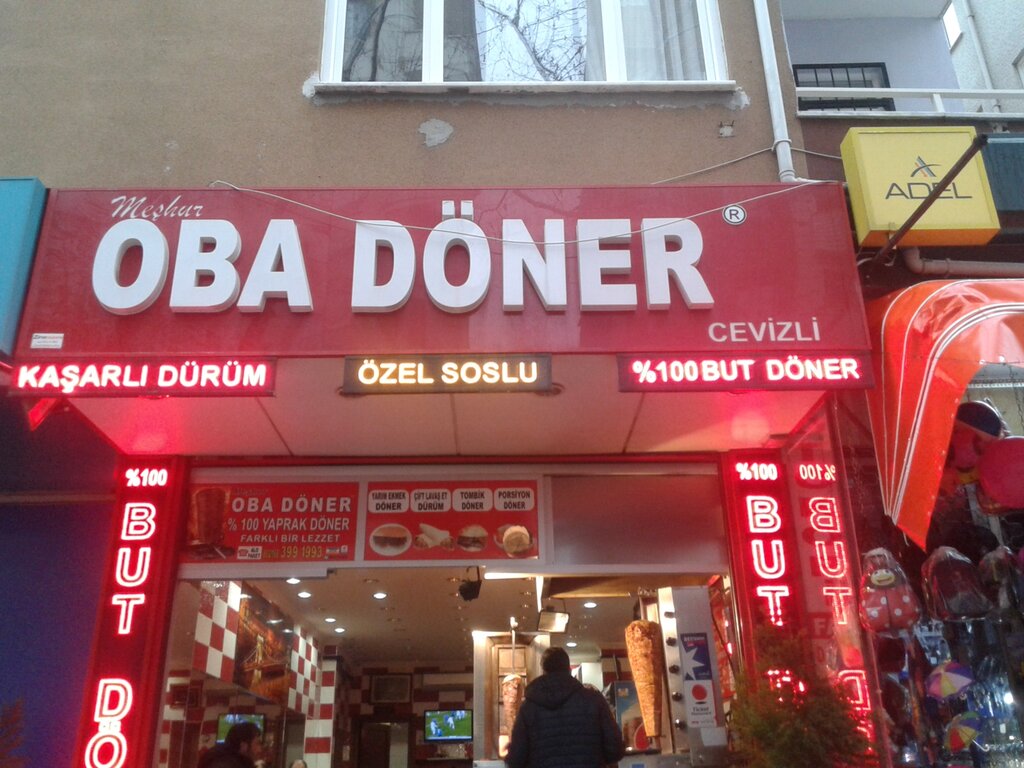 Meşhur
OBA DÖNER
®
CEVİZLİ
ADEL
KAŞARLI DÜRÜM
ÖZEL SOSLU
%100 BUT DÖNER
%100
BUT DÖ
OBA DÖNER
% 100 YAPRAK DÖNER
FARKLI BİR LEZZET
399 1993
YARIM EKMEK
DÖNER
ÇİFT LAVAŞ ET
DÜRÜM
TOMBİK
DÖNER
PORSİYON
DÖNER
%100
BUT
%100
BUT